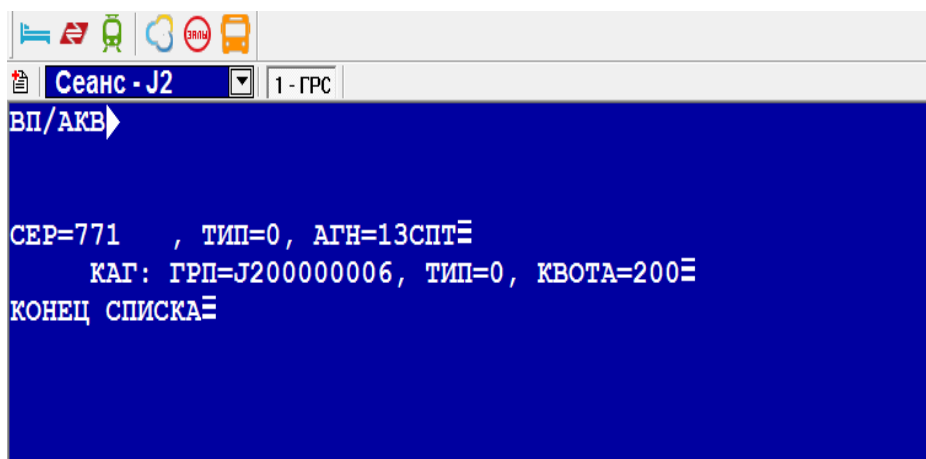 ЗАЛЫ
Сеанс - J2 1 - ГРС
ВП/АКВ
СЕР=771 , ТИП=0, АГН=13СПТ
КАГ: ГРП=J200000006, ТИП=0, КВОТА=200
КОНЕЦ СПИСКА